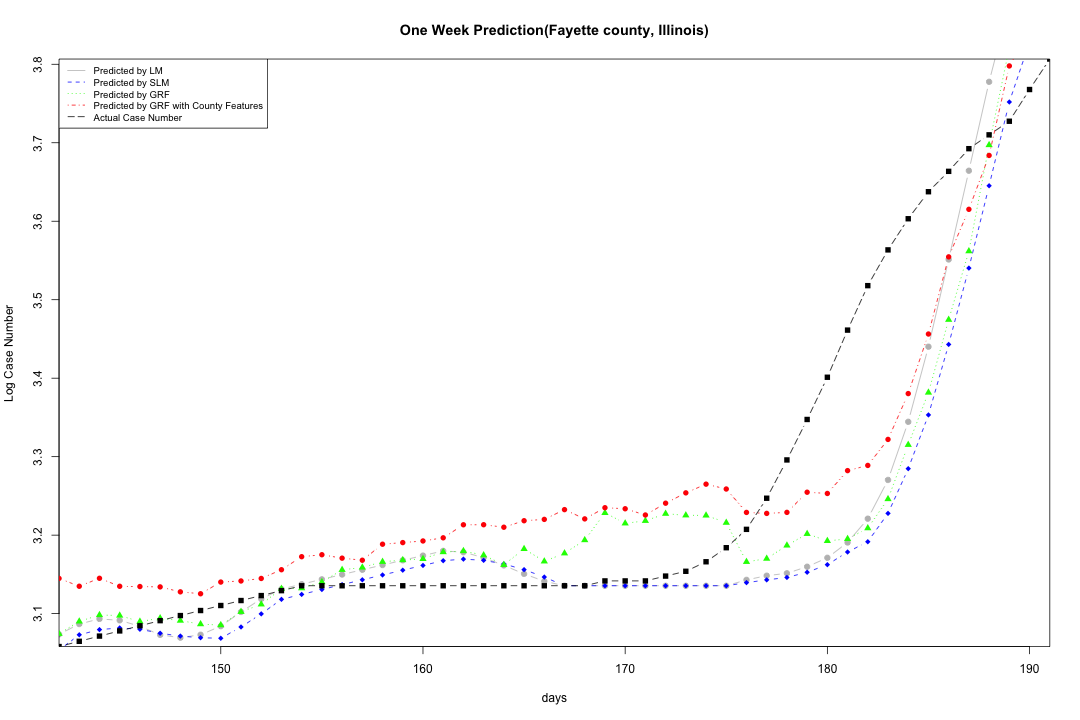 One Week Prediction(Fayette county, Illinois)
Predicted by LM
Predicted by SLM
Predicted by GRF
Predicted by GRF with County Features
Actual Case Number
Log Case Number
3.8
3.7
3.6
3.5
3.4
3.3
3.2
3.1
150 160 170 180 190
days